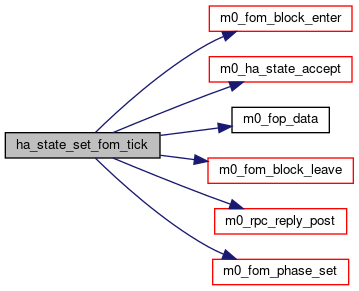 m0_fom_block_enter
m0_ha_state_accept
m0_fop_data
ha_state_set_fom_tick
m0_fom_block_leave
m0_rpc_reply_post
m0_fom_phase_set